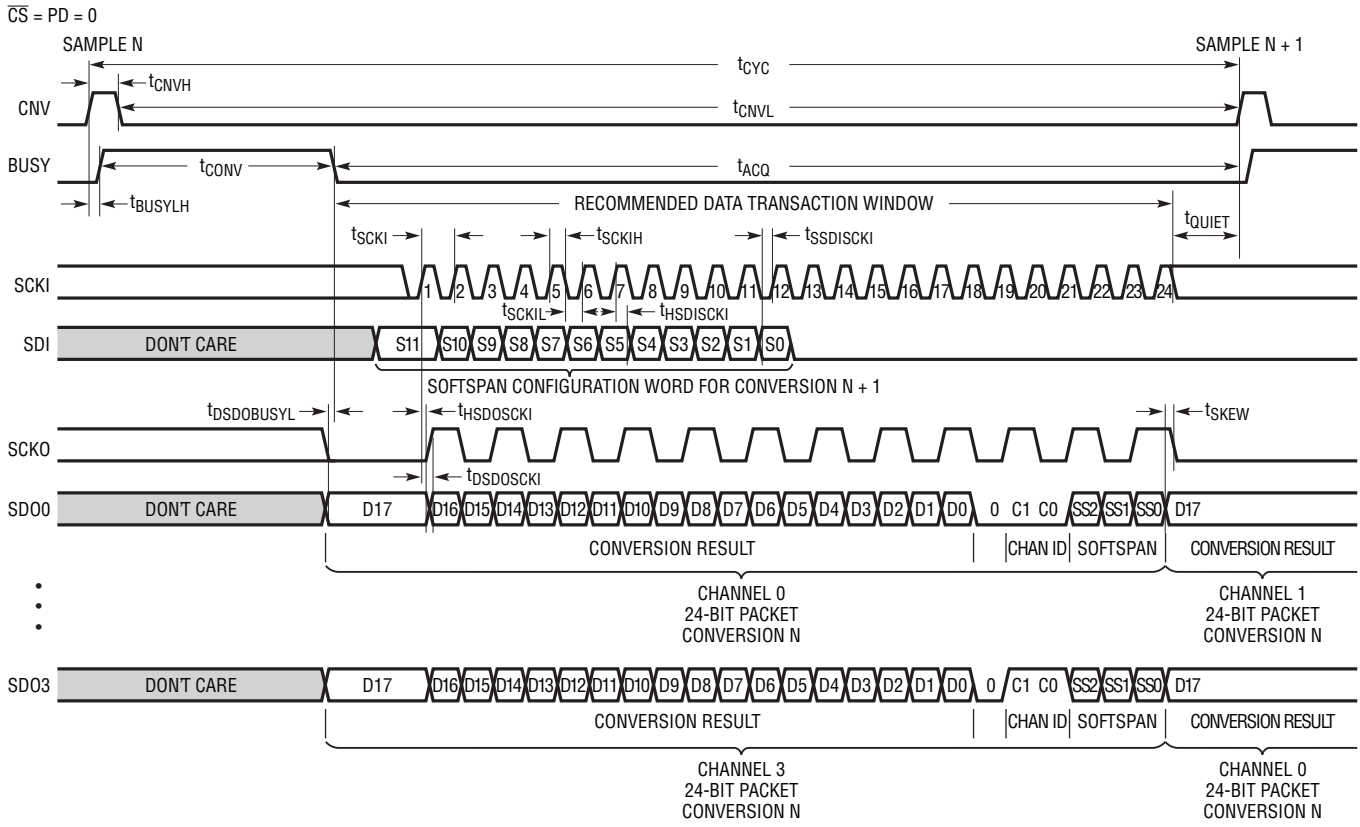 CS = PD = 0
SAMPLE N SAMPLE N + 1
tCYC
tCNVH
CNV tCNVL
BUSY tCONV tACQ
tBUSYLH RECOMMENDED DATA TRANSACTION WINDOW tQUIET
tSCKI tSCKIH tSSDISCKI
SCKI 1 2 3 4 5 6 7 8 9 10 11 12 13 14 15 16 17 18 19 20 21 22 23 24
tSCKIL tHSDISCKI
SDI DON'T CARE S11 S10 S9 S8 S7 S6 S5 S4 S3 S2 S1 S0
SOFTSPAN CONFIGURATION WORD FOR CONVERSION N + 1
tDSDOBUSYL tHSDOSCKI tSKEW
SCKO
tDSDOSCKI
SDO0 DON'T CARE D17 D16 D15 D14 D13 D12 D11 D10 D9 D8 D7 D6 D5 D4 D3 D2 D1 D0 0 C1 C0 SS2 SS1 SS0 D17
CONVERSION RESULT CHAN ID SOFTSPAN CONVERSION RESULT
CHANNEL 0 CHANNEL 1
24-BIT PACKET 24-BIT PACKET
CONVERSION N CONVERSION N
SDO3 DON'T CARE D17 D16 D15 D14 D13 D12 D11 D10 D9 D8 D7 D6 D5 D4 D3 D2 D1 D0 0 C1 C0 SS2 SS1 SS0 D17
CONVERSION RESULT CHAN ID SOFTSPAN CONVERSION RESULT
CHANNEL 3 CHANNEL 0
24-BIT PACKET 24-BIT PACKET
CONVERSION N CONVERSION N